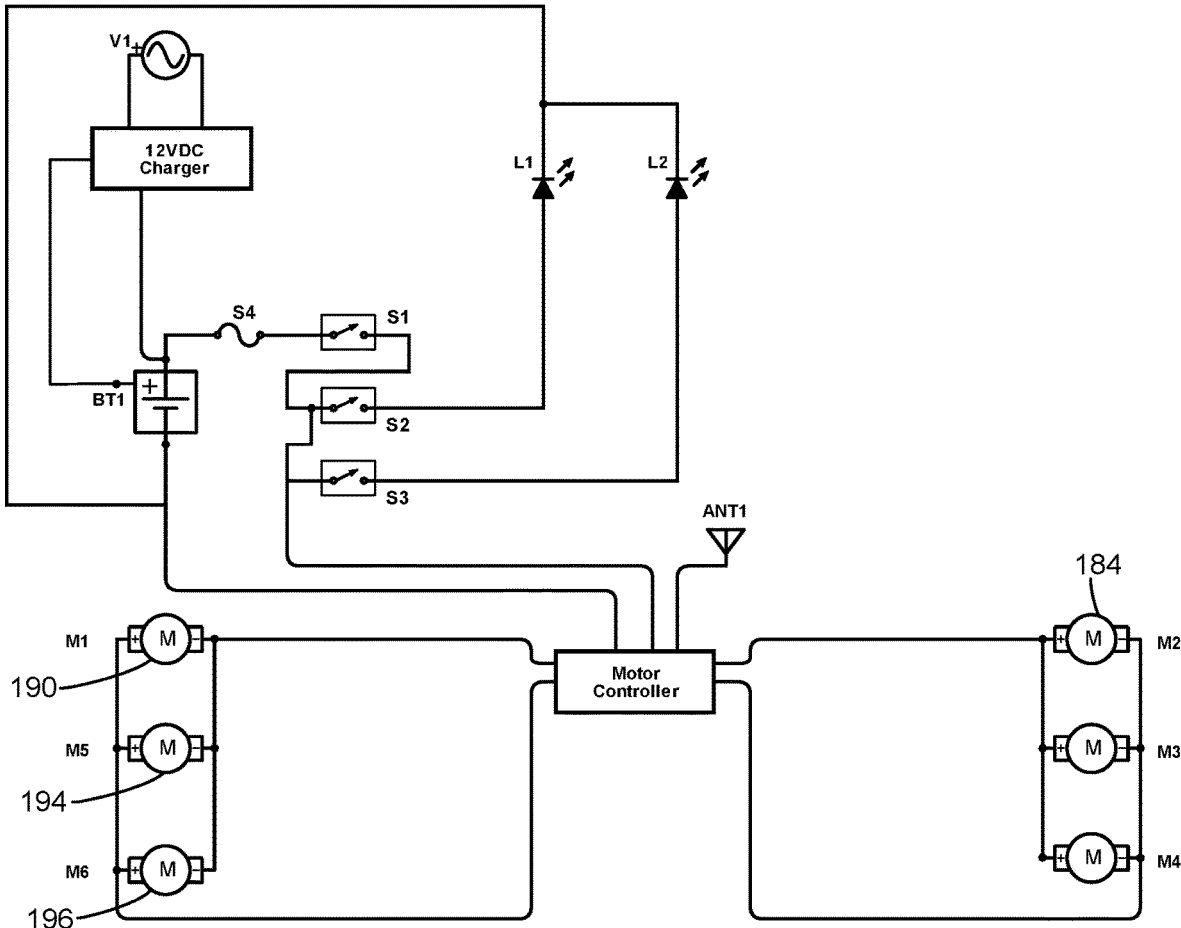 V1
+
12VDC
Charger
L1
L2
S4
S1
+
BT1
S2
S3
ANT1
184
M1
+ M −
+ M −
M2
190
Motor
Controller
M5
+ M −
+ M −
M3
194
M6
+ M −
+ M −
M4
196